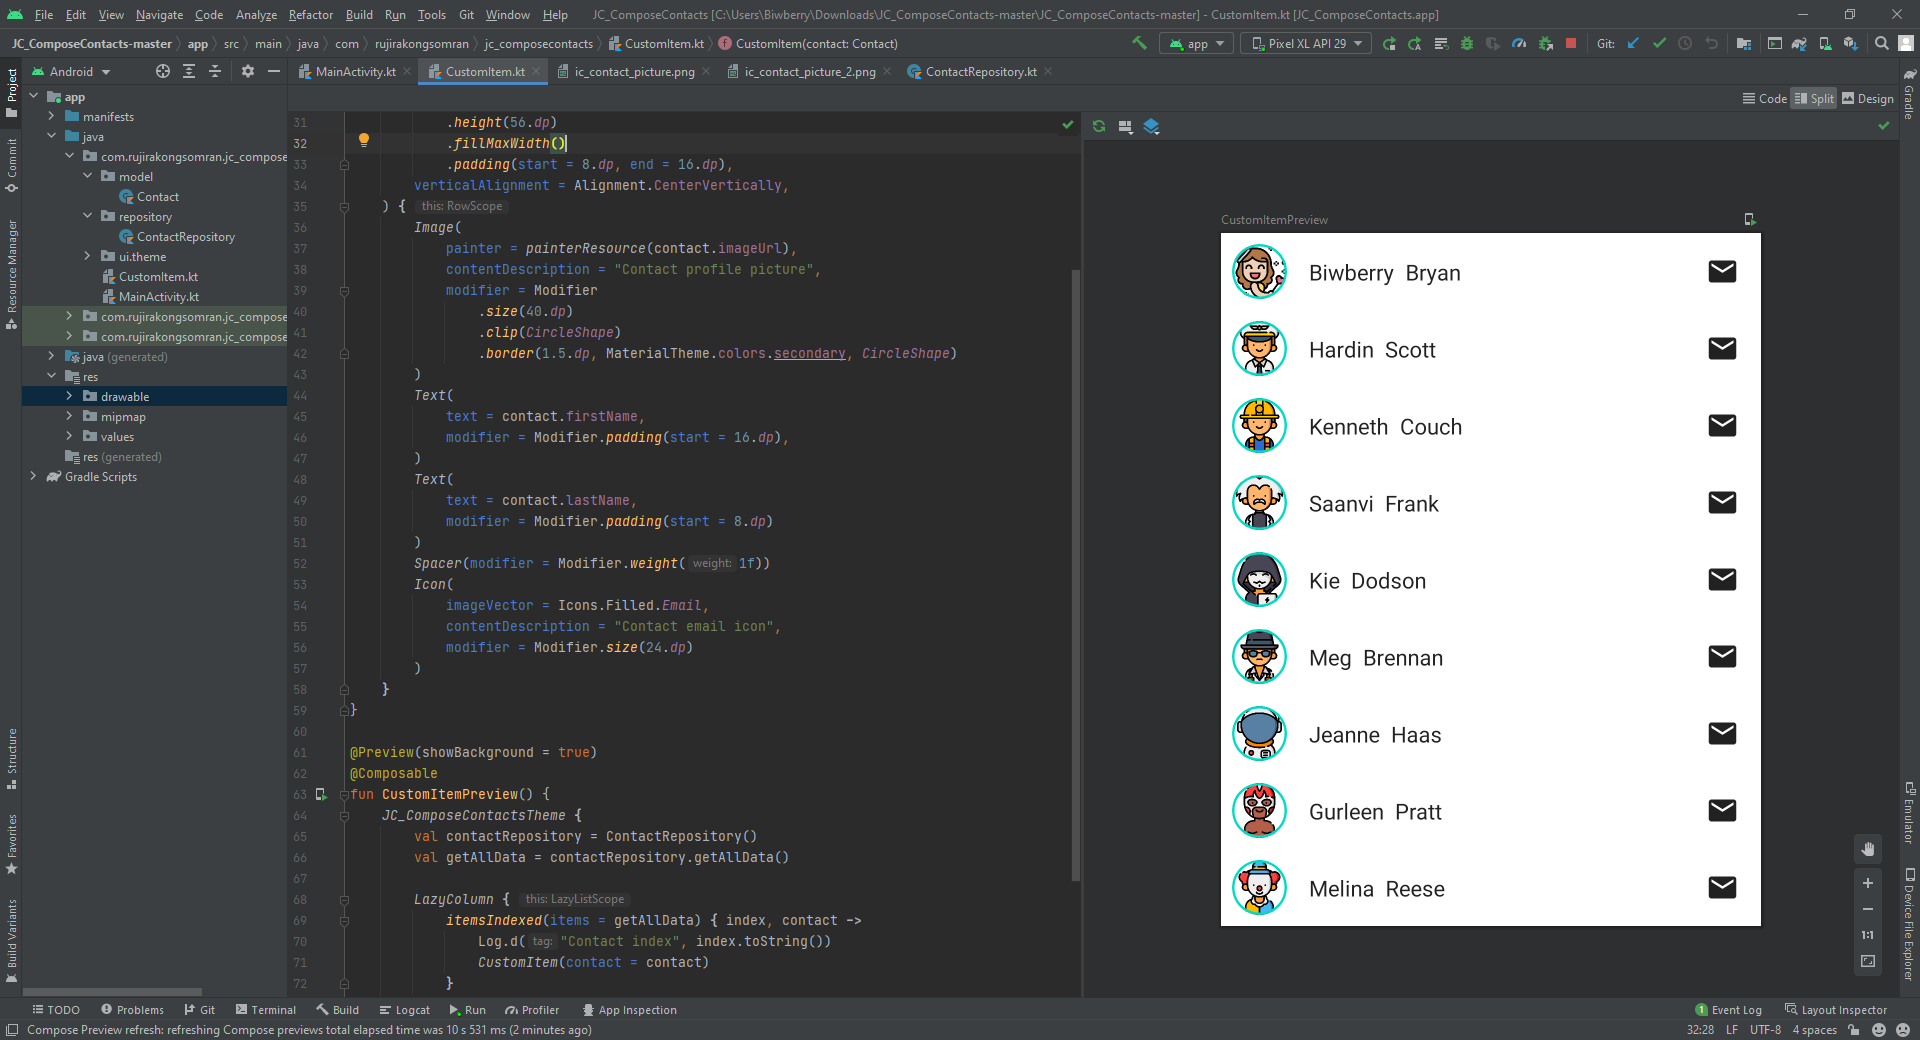 File Edit View Navigate Code Analyze Refactor Build Run Tools Git Window Help JC_ComposeContacts [C:\Users\Biwberry\Downloads\JC_ComposeContacts-master\JC_ComposeContacts-master] - CustomItem.kt [JC_ComposeContacts.app]
JC_ComposeContacts-master app src main java com rujirakongsomran jc_composecontacts CustomItem.kt CustomItem(contact: Contact) app Pixel XL API 29 Git:
Android MainActivity.kt CustomItem.kt ic_contact_picture.png ic_contact_picture_2.png ContactRepository.kt
Code Split Design
Project
Commit
Resource Manager
Structure
Favorites
Build Variants
app
manifests
java
com.rujirakongsomran.jc_compose
model
Contact
repository
ContactRepository
ui.theme
CustomItem.kt
MainActivity.kt
com.rujirakongsomran.jc_compose
com.rujirakongsomran.jc_compose
java (generated)
res
drawable
mipmap
values
res (generated)
Gradle Scripts
31 .height(56.dp)
32 .fillMaxWidth()
33 .padding(start = 8.dp, end = 16.dp),
34 verticalAlignment = Alignment.CenterVertically,
35 ) { this: RowScope
36 Image(
37 painter = painterResource(contact.imageUrl),
38 contentDescription = "Contact profile picture",
39 modifier = Modifier
40 .size(40.dp)
41 .clip(CircleShape)
42 .border(1.5.dp, MaterialTheme.colors.secondary, CircleShape)
43 )
44 Text(
45 text = contact.firstName,
46 modifier = Modifier.padding(start = 16.dp),
47 )
48 Text(
49 text = contact.lastName,
50 modifier = Modifier.padding(start = 8.dp)
51 )
52 Spacer(modifier = Modifier.weight( weight: 1f))
53 Icon(
54 imageVector = Icons.Filled.Email,
55 contentDescription = "Contact email icon",
56 modifier = Modifier.size(24.dp)
57 )
58 }
59 }
60
61 @Preview(showBackground = true)
62 @Composable
63 fun CustomItemPreview() {
64 JC_ComposeContactsTheme {
65 val contactRepository = ContactRepository()
66 val getAllData = contactRepository.getAllData()
67
68 LazyColumn { this: LazyListScope
69 itemsIndexed(items = getAllData) { index, contact ->
70 Log.d( tag: "Contact index", index.toString())
71 CustomItem(contact = contact)
72 }
CustomItemPreview
Biwberry Bryan
Hardin Scott
Kenneth Couch
Saanvi Frank
Kie Dodson
Meg Brennan
Jeanne Haas
Gurleen Pratt
Melina Reese
1:1
Gradle
Emulator
Device File Explorer
TODO Problems Git Terminal Build Logcat Run Profiler App Inspection 1 Event Log Layout Inspector
Compose Preview refresh: refreshing Compose previews total elapsed time was 10 s 531 ms (2 minutes ago) 32:28 LF UTF-8 4 spaces